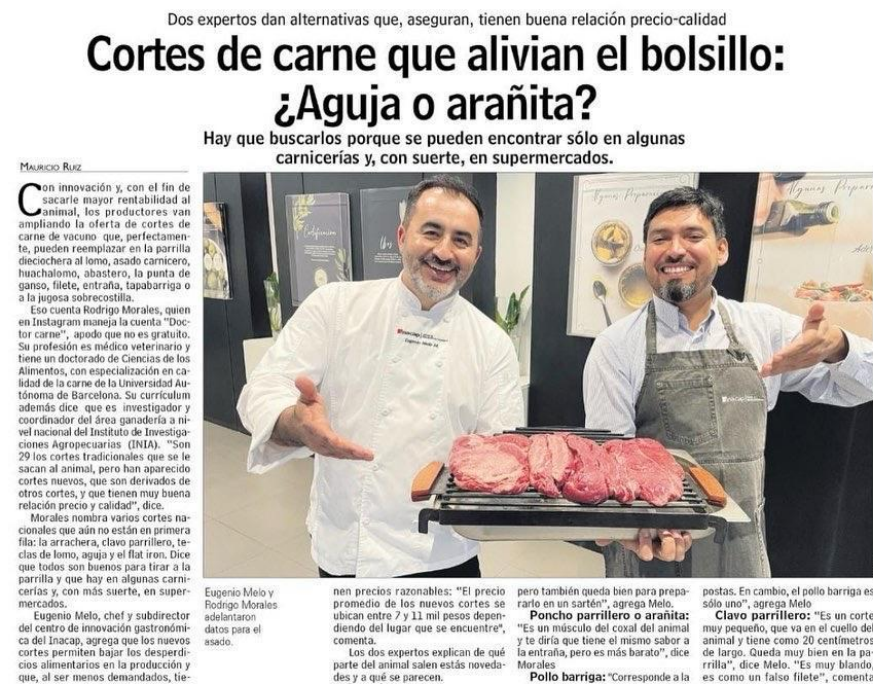 Dos expertos dan alternativas que, aseguran, tienen buena relación precio-calidad
Cortes de carne que alivian el bolsillo:
¿Aguja o arañita?
Hay que buscarlos porque se pueden encontrar sólo en algunas
carnicerías y, con suerte, en supermercados.
MAURICIO RUIZ
Con innovación y, con el fin de
sacarle mayor rentabilidad al
animal, los productores van
ampliando la oferta de cortes de
carne de vacuno que, perfectamen-
te, pueden reemplazar en la parrilla
dieciochera al lomo, asado carnicero,
huachalomo, abastero, la punta de
ganso, filete, entraña, tapabarriga o
a la jugosa sobrecostilla.
Eso cuenta Rodrigo Morales, quien
en Instagram maneja la cuenta "Doc-
tor carne", apodo que no es gratuito.
Su profesión es médico veterinario y
tiene un doctorado de Ciencias de los
Alimentos, con especialización en ca-
lidad de la carne de la Universidad Au-
tónoma de Barcelona. Su currículum
además dice que es investigador y
coordinador del área ganadería a ni-
vel nacional del Instituto de Investiga-
ciones Agropecuarias (INIA). "Son
29 los cortes tradicionales que se le
sacan al animal, pero han aparecido
cortes nuevos, que son derivados de
otros cortes, y que tienen muy buena
relación precio y calidad", dice.
Morales nombra varios cortes na-
cionales que aún no están en primera
fila: la arrachera, clavo parrillero, te-
clas de lomo, aguja y el flat iron. Dice
que todos son buenos para tirar a la
parrilla y que hay en algunas carni-
cerías y, con más suerte, en super-
mercados.
Eugenio Melo, chef y subdirector
del centro de innovación gastronómi-
ca del Inacap, agrega que los nuevos
cortes permiten bajar los desperdi-
cios alimentarios en la producción y
que, al ser menos demandados, tie-
Certificación
Algunas
Algunas Prepar
Eugenio Melo y
Rodrigo Morales
adelantaron
datos para el
asado.
nen precios razonables: "El precio
promedio de los nuevos cortes se
ubican entre 7 y 11 mil pesos depen-
diendo del lugar que se encuentre",
comenta.
Los dos expertos explican de qué
parte del animal salen estás noveda-
des y a qué se parecen.
pero también queda bien para prepa-
rarlo en un sartén", agrega Melo.
Poncho parrillero o arañita:
"Es un músculo del coxal del animal
y te diría que tiene el mismo sabor a
la entraña, pero es más barato", dice
Morales
Pollo barriga: "Corresponde a la
postas. En cambio, el pollo barriga es
sólo uno", agrega Melo
Clavo parrillero: "Es un corte
muy pequeño, que va en el cuello del
animal y tiene como 20 centímetros
de largo. Queda muy bien en la pa-
rrilla", dice Melo. "Es muy blando,
es como un falso filete", comenta